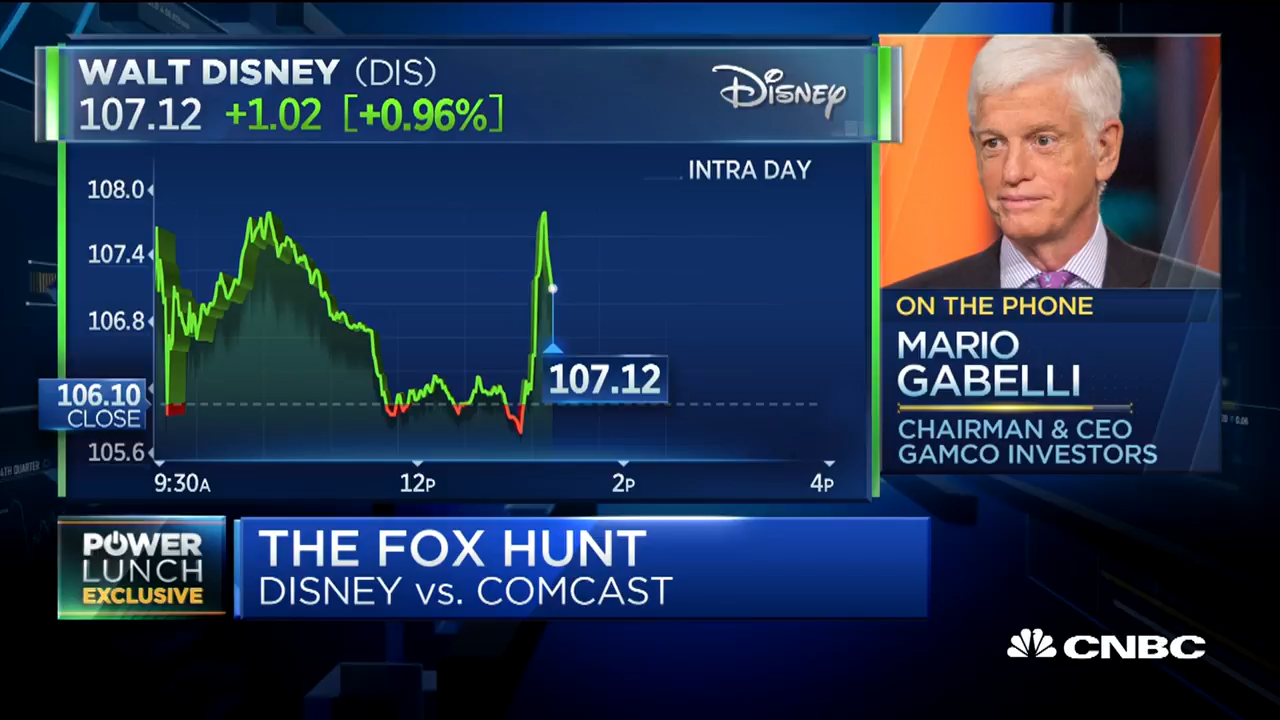 WALT DISNEY (DIS)
107.12 +1.02 [+0.96%]
DISNEY
INTRA DAY
108.0
107.4
106.8
106.10
CLOSE
105.6
107.12
9:30A 12P 2P 4P
ON THE PHONE
MARIO
GABELLI
CHAIRMAN & CEO
GAMCO INVESTORS
4TH QUARTER
POWER
LUNCH
EXCLUSIVE
THE FOX HUNT
DISNEY vs. COMCAST
CNBC